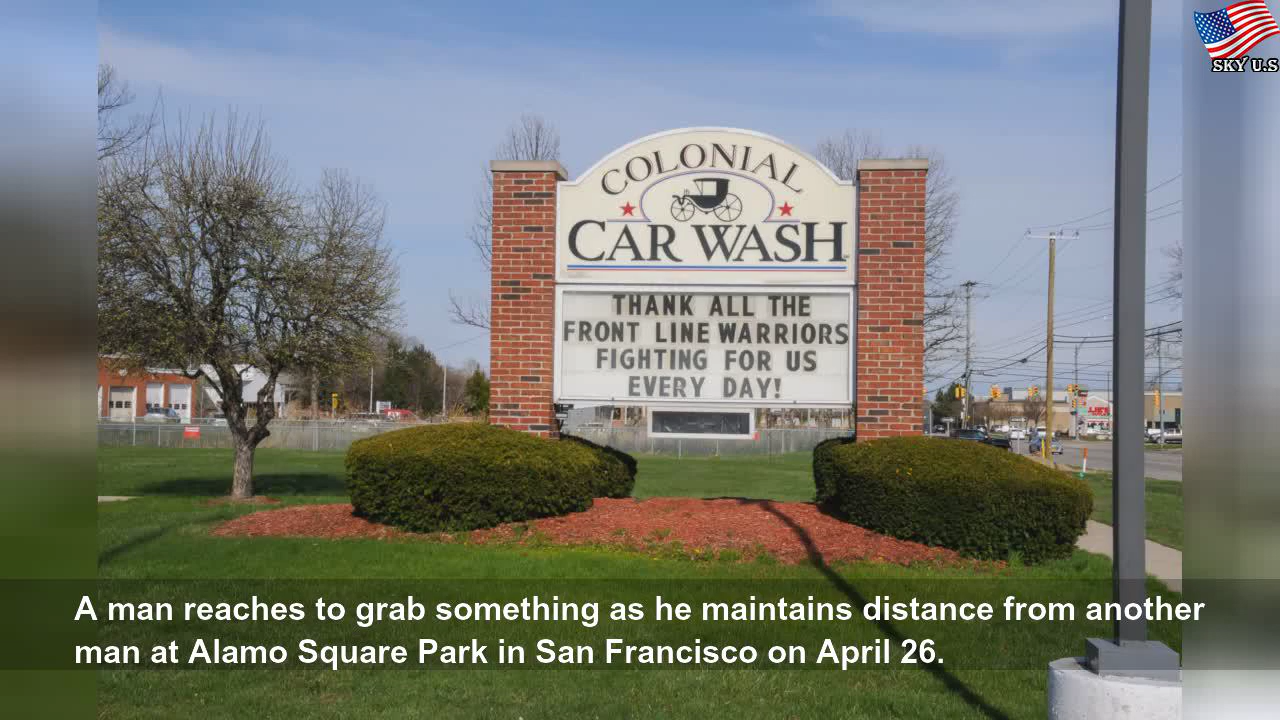 SKY U.S
COLONIAL
CAR WASH
THANK ALL THE
FRONT LINE WARRIORS
FIGHTING FOR US
EVERY DAY!
A man reaches to grab something as he maintains distance from another
man at Alamo Square Park in San Francisco on April 26.